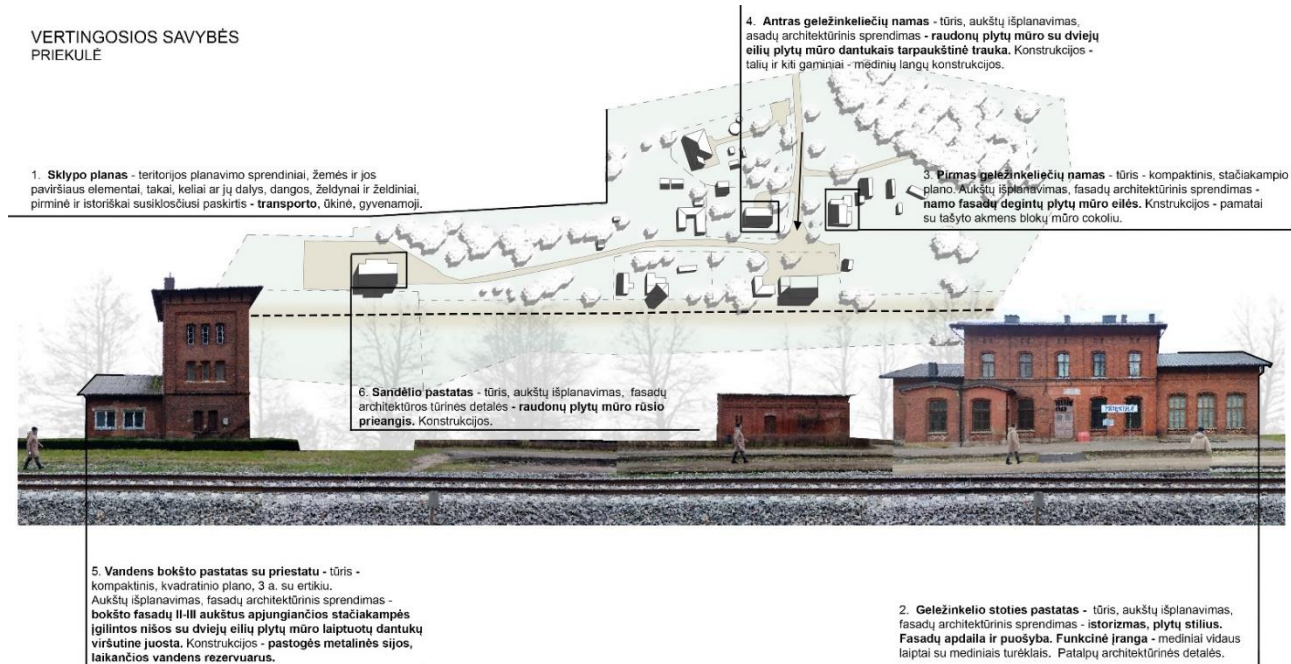 VERTINGOSIOS SAVYBĖS
PRIEKULĖ
4. Antras geležinkeliečių namas - tūris, aukštų išplanavimas,
asadų architektūrinis sprendimas - raudonų plytų mūro su dviejų
eilių plytų mūro dantukais tarpaukštinė trauka. Konstrukcijos -
talių ir kiti gaminiai - medinių langų konstrukcijos.
1. Sklypo planas - teritorijos planavimo sprendiniai, žemės ir jos
paviršiaus elementai, takai, keliai ar jų dalys, dangos, želdynai ir želdiniai,
pirminė ir istoriškai susiklosčiusi paskirtis - transporto, ūkinė, gyvenamoji.
3. Pirmas geležinkeliečių namas - tūris - kompaktinis, stačiakampio
plano. Aukštų išplanavimas, fasadų architektūrinis sprendimas -
namo fasadų degintų plytų mūro eilės. Knstrukcijos - pamatai
su tašyto akmens blokų mūro cokoliu.
6. Sandėlio pastatas - tūris, aukštų išplanavimas, fasadų
architektūros tūrinės detalės - raudonų plytų mūro rūsio
prieangis. Konstrukcijos.
PRIEKULĖ
5. Vandens bokšto pastatas su priestatu - tūris -
kompaktinis, kvadratinio plano, 3 a. su ertikiu.
Aukštų išplanavimas, fasadų architektūrinis sprendimas -
bokšto fasadų II-III aukštus apjungiančios stačiakampės
įgilintos nišos su dviejų eilių plytų mūro laiptuotų dantukų
viršutine juosta. Konstrukcijos - pastogės metalinės sijos,
laikančios vandens rezervuarus.
2. Geležinkelio stoties pastatas - tūris, aukštų išplanavimas,
fasadų architektūrinis sprendimas - istorizmas, plytų stilius.
Fasadų apdaila ir puošyba. Funkcinė įranga - mediniai vidaus
laiptai su mediniais turėklais. Patalpų architektūrinės detalės.